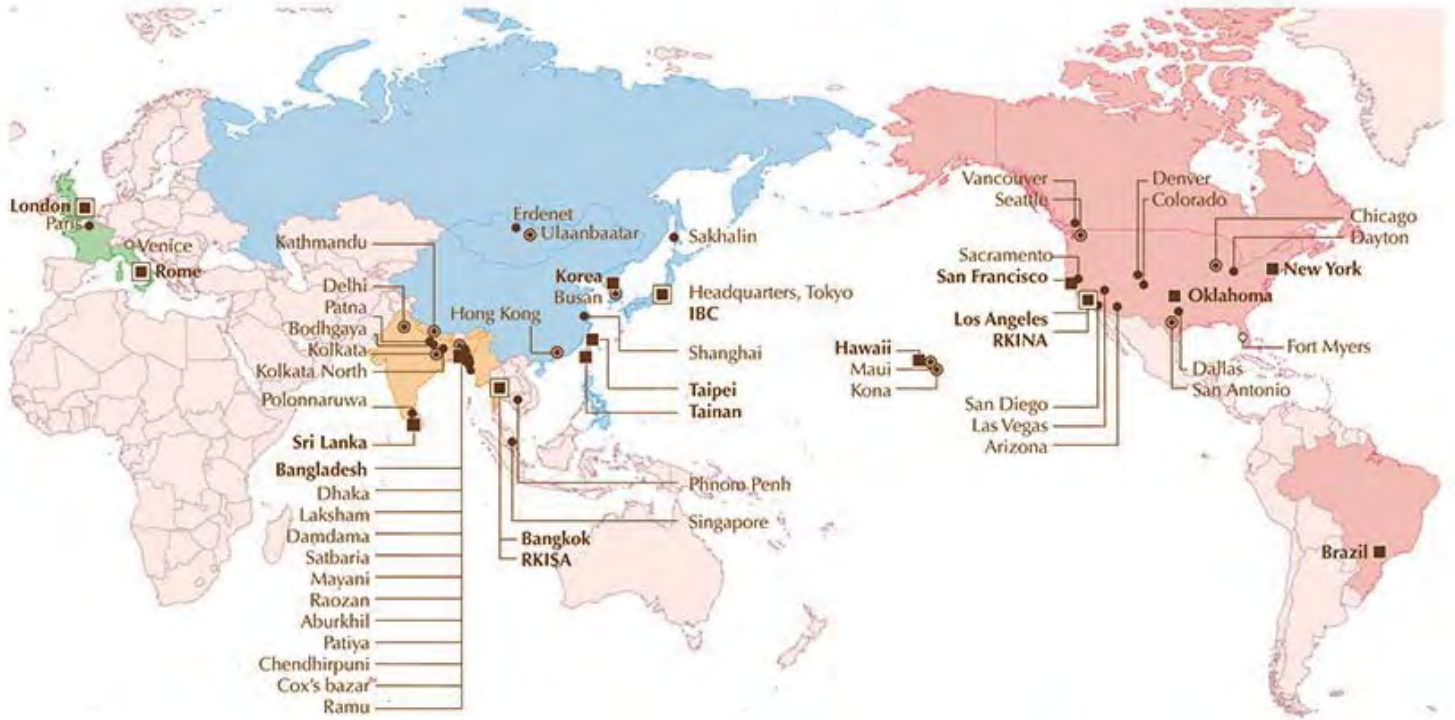 London
Paris
Venice
Rome
Kathmandu
Delhi
Patna
Bodhgaya
Kolkata
Kolkata North
Polonnaruwa
Sri Lanka
Bangladesh
Dhaka
Laksham
Damdama
Satbaria
Mayani
Raozan
Aburkhil
Patiya
Chendhirpuni
Cox's bazar
Ramu
Erdenet
Ulaanbaatar
Sakhalin
Korea
Busan
Headquarters, Tokyo
IBC
Hong Kong
Shanghai
Taipei
Tainan
Phnom Penh
Singapore
Bangkok
RKISA
Vancouver
Seattle
Denver
Colorado
Chicago
Dayton
Sacramento
San Francisco
New York
Oklahoma
Los Angeles
RKINA
Hawaii
Maui
Kona
Fort Myers
Dallas
San Antonio
San Diego
Las Vegas
Arizona
Brazil